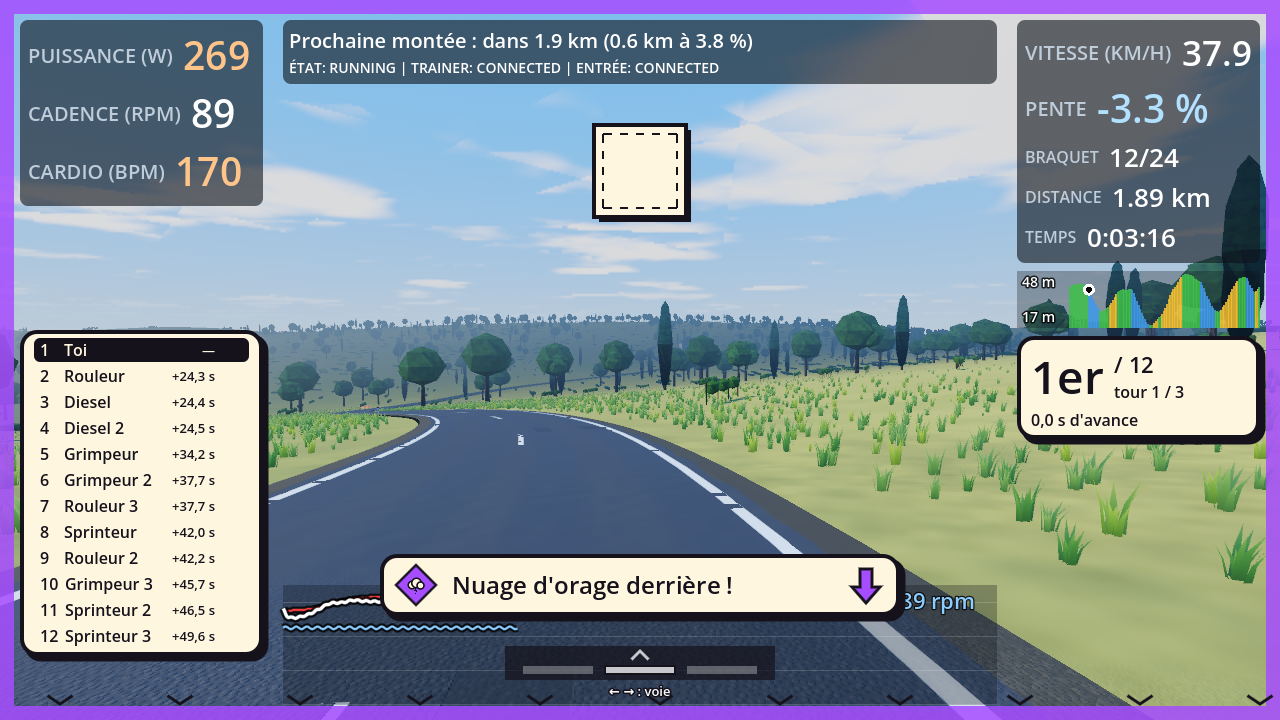 PUISSANCE (W) 269
CADENCE (RPM) 89
CARDIO (BPM) 170
Prochaine montée : dans 1.9 km (0.6 km à 3.8 %)
ÉTAT: RUNNING | TRAINER: CONNECTED | ENTRÉE: CONNECTED
VITESSE (KM/H) 37.9
PENTE -3.3 %
BRAQUET 12/24
DISTANCE 1.89 km
TEMPS 0:03:16
48 m
17 m
1er / 12
tour 1 / 3
0,0 s d'avance
1 Toi —
2 Rouleur +24,3 s
3 Diesel +24,4 s
4 Diesel 2 +24,5 s
5 Grimpeur +34,2 s
6 Grimpeur 2 +37,7 s
7 Rouleur 3 +37,7 s
8 Sprinteur +42,0 s
9 Rouleur 2 +42,2 s
10 Grimpeur 3 +45,7 s
11 Sprinteur 2 +46,5 s
12 Sprinteur 3 +49,6 s
Nuage d'orage derrière !
89 rpm
← → : voie